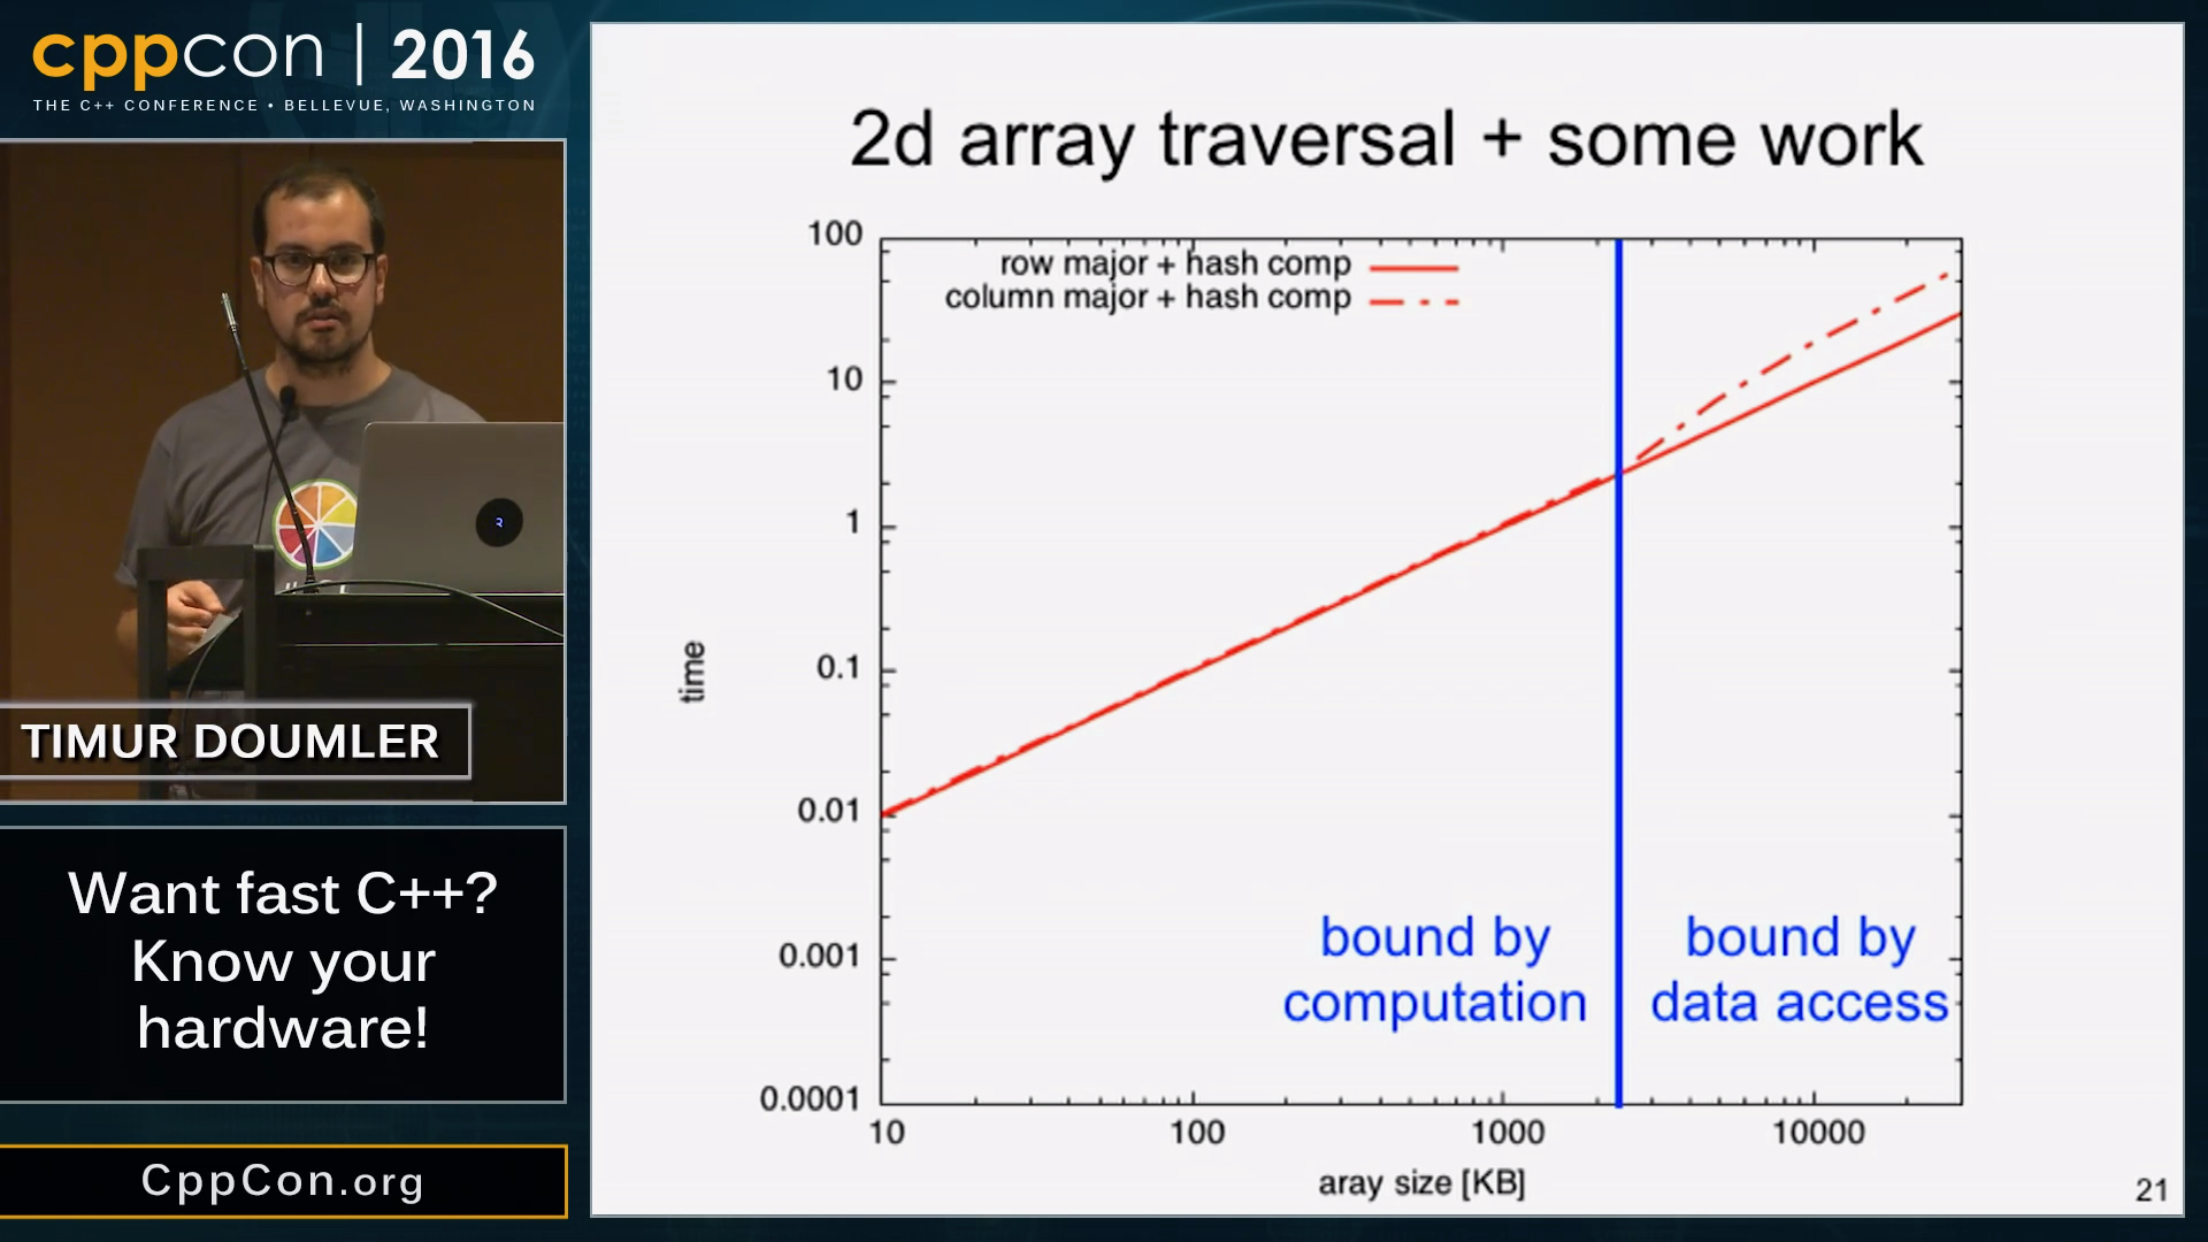 cppcon | 2016
THE C++ CONFERENCE • BELLEVUE, WASHINGTON
TIMUR DOUMLER
Want fast C++?
Know your
hardware!
CppCon.org
2d array traversal + some work
row major + hash comp
column major + hash comp
100
10
1
0.1
0.01
0.001
0.0001
time
bound by
computation
bound by
data access
10
100
1000
10000
aray size [KB]
21